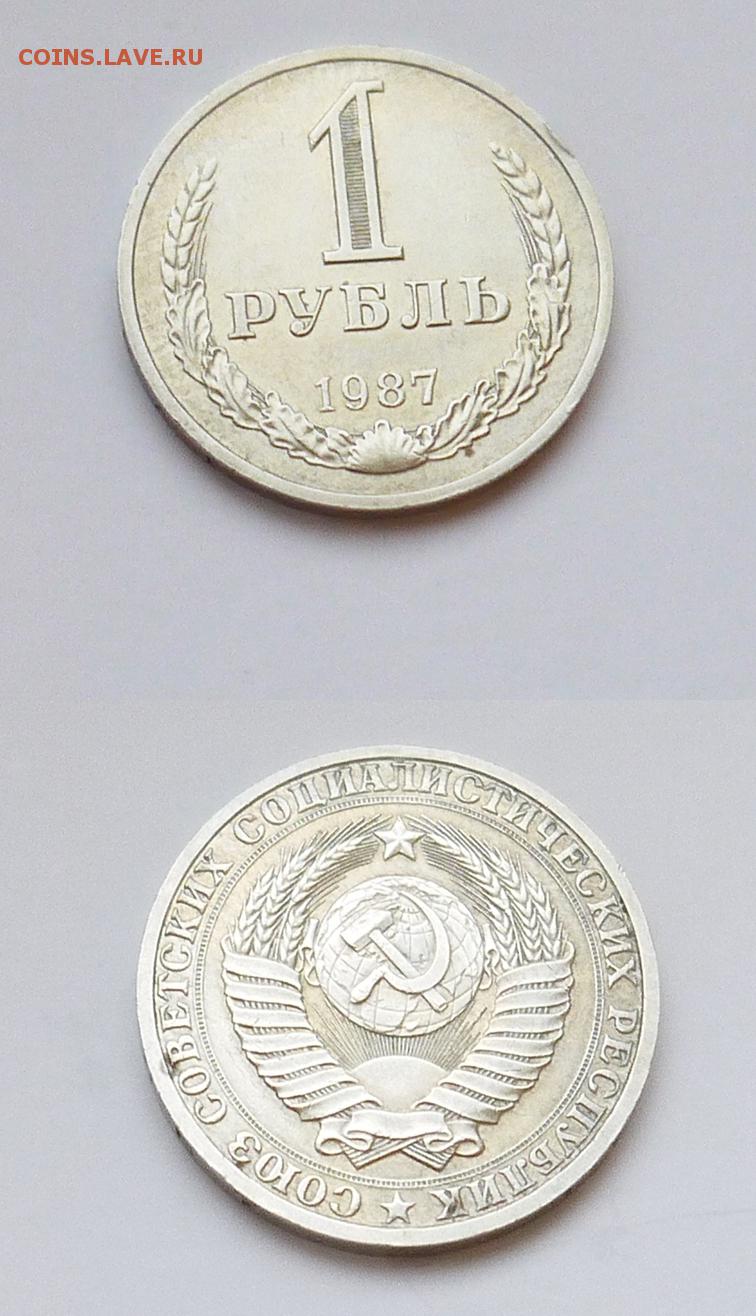 COINS.LAVE.RU
1
РУБЛЬ
1987
СОЮЗ СОВЕТСКИХ СОЦИАЛИСТИЧЕСКИХ РЕСПУБЛИК